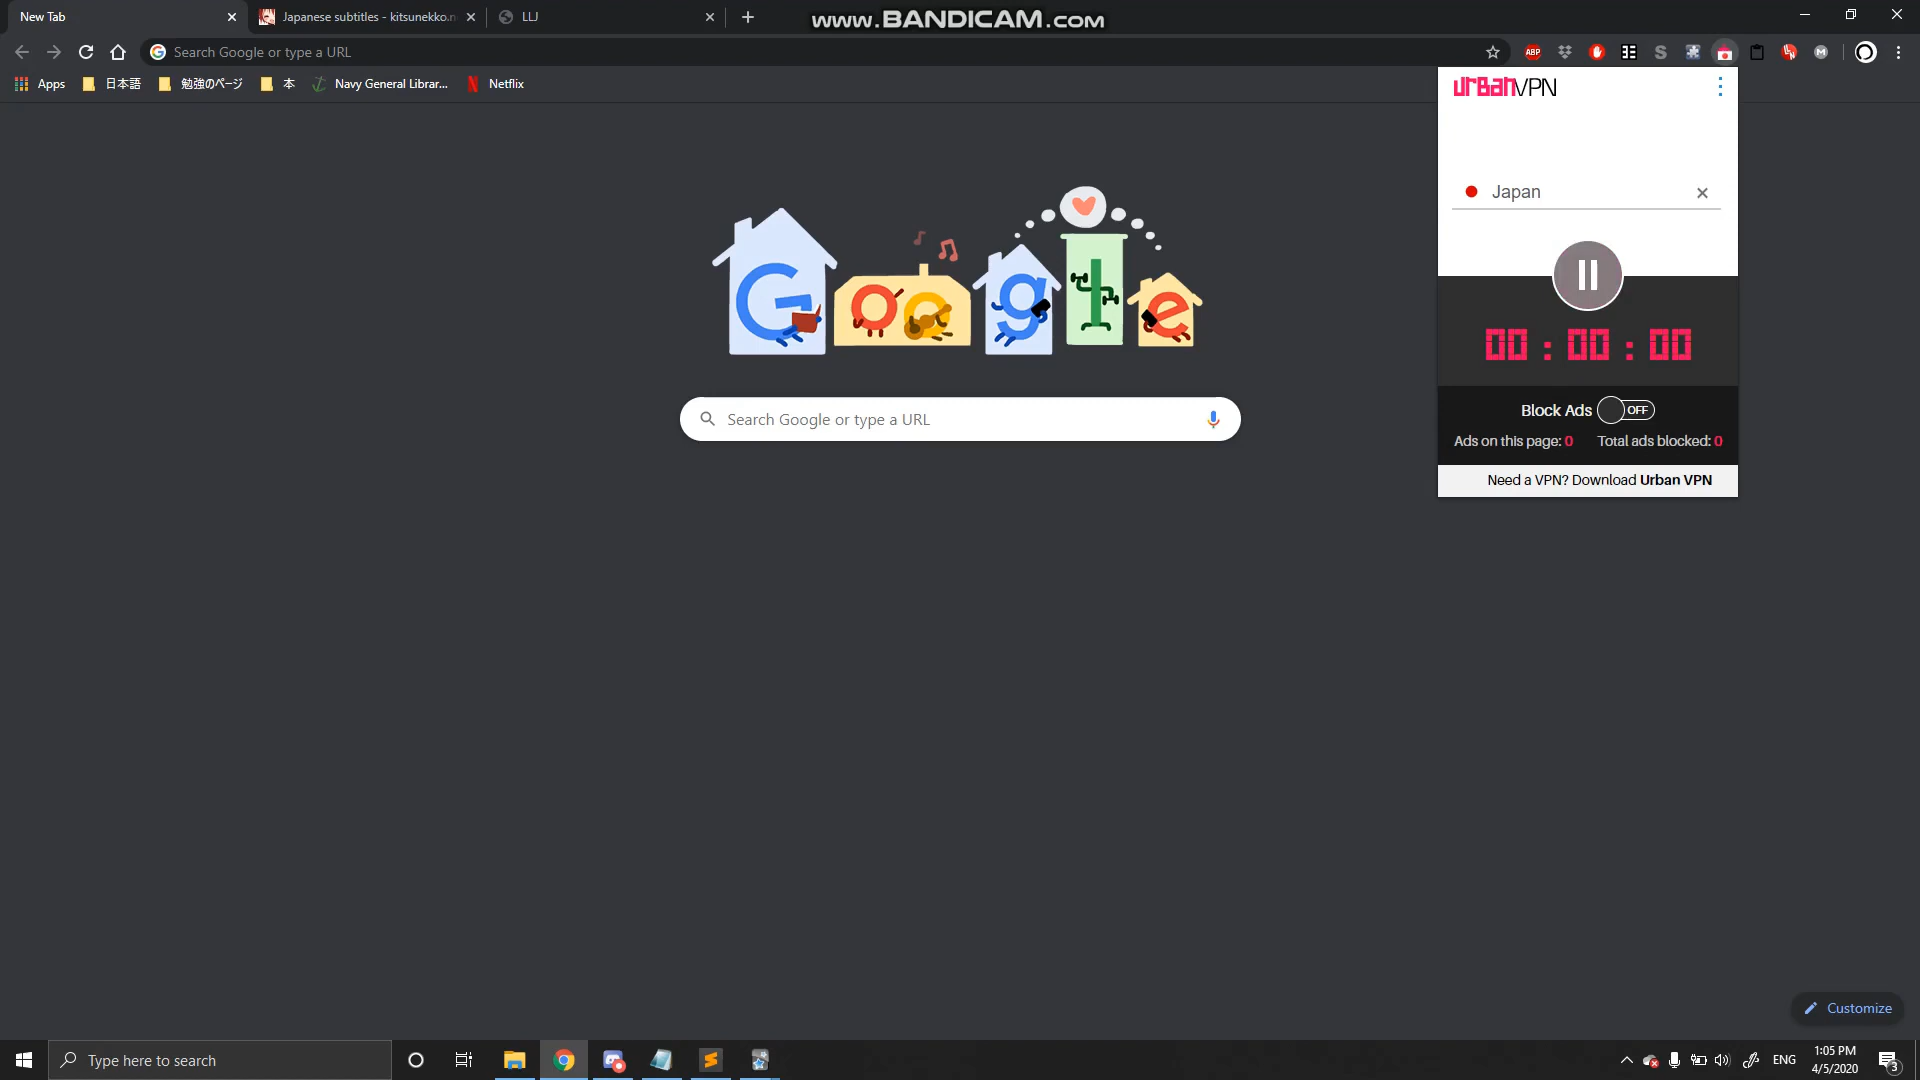 New Tab
Japanese subtitles - kitsunekko.n
LLJ
www.BANDICAM.com
Search Google or type a URL
ABP
Apps
日本語
勉強のページ
本
Navy General Librar...
Netflix
urbanVPN
Japan
00 : 00 : 00
Block Ads OFF
Ads on this page: 0 Total ads blocked: 0
Need a VPN? Download Urban VPN
Google
Search Google or type a URL
Customize
Type here to search
ENG
1:05 PM
4/5/2020
3